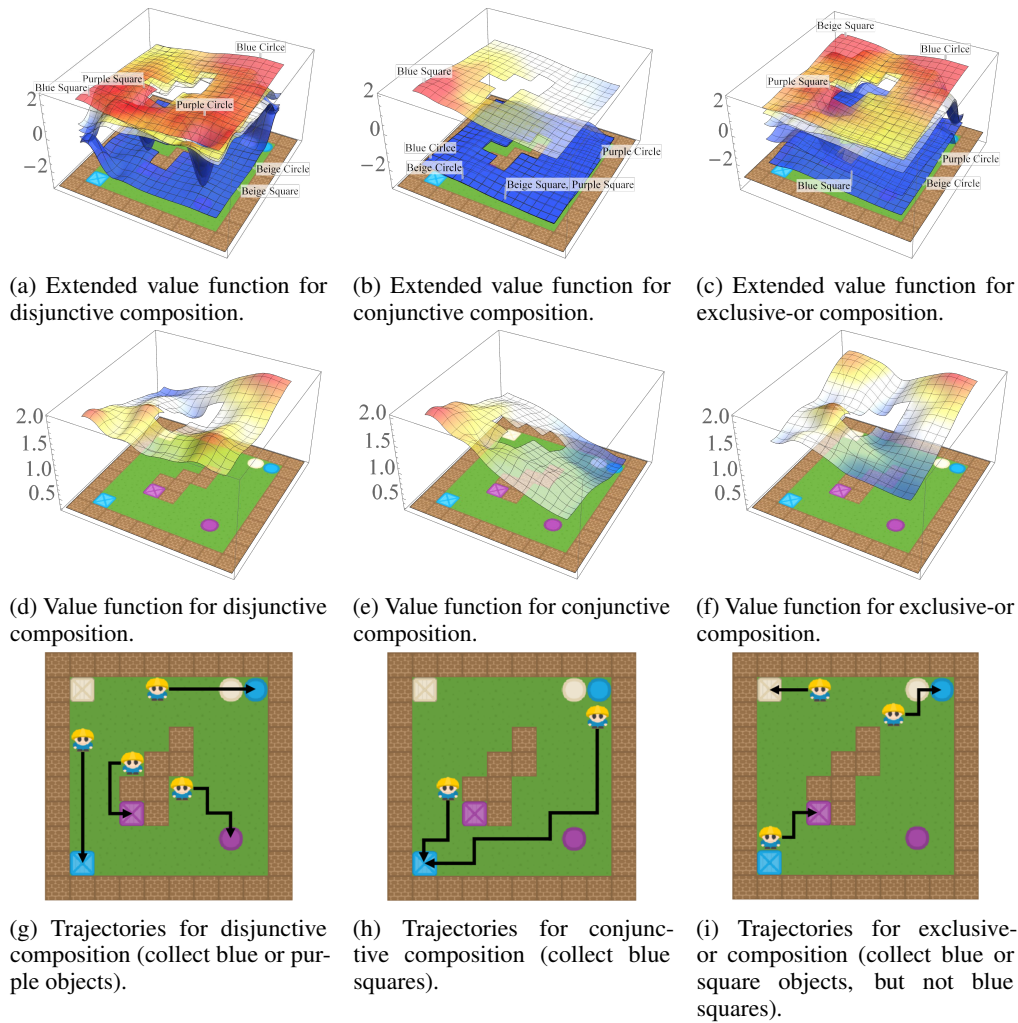 Blue Cirlce
Purple Square
Blue Square
Purple Circle
2
0
−2
Beige Circle
Beige Square
Blue Square
2
0
−2
Blue Cirlce
Beige Circle
Purple Circle
Beige Square, Purple Square
Beige Square
Blue Cirlce
Purple Square
2
0
−2
Purple Circle
Blue Square
Beige Circle
(a) Extended value function for
disjunctive composition.
(b) Extended value function for
conjunctive composition.
(c) Extended value function for
exclusive-or composition.
2.0
1.5
1.0
0.5
2.0
1.5
1.0
0.5
2.0
1.5
1.0
0.5
(d) Value function for disjunctive
composition.
(e) Value function for conjunctive
composition.
(f) Value function for exclusive-or
composition.
(g) Trajectories for disjunctive
composition (collect blue or pur-
ple objects).
(h) Trajectories for conjunc-
tive composition (collect blue
squares).
(i) Trajectories for exclusive-
or composition (collect blue or
square objects, but not blue
squares).